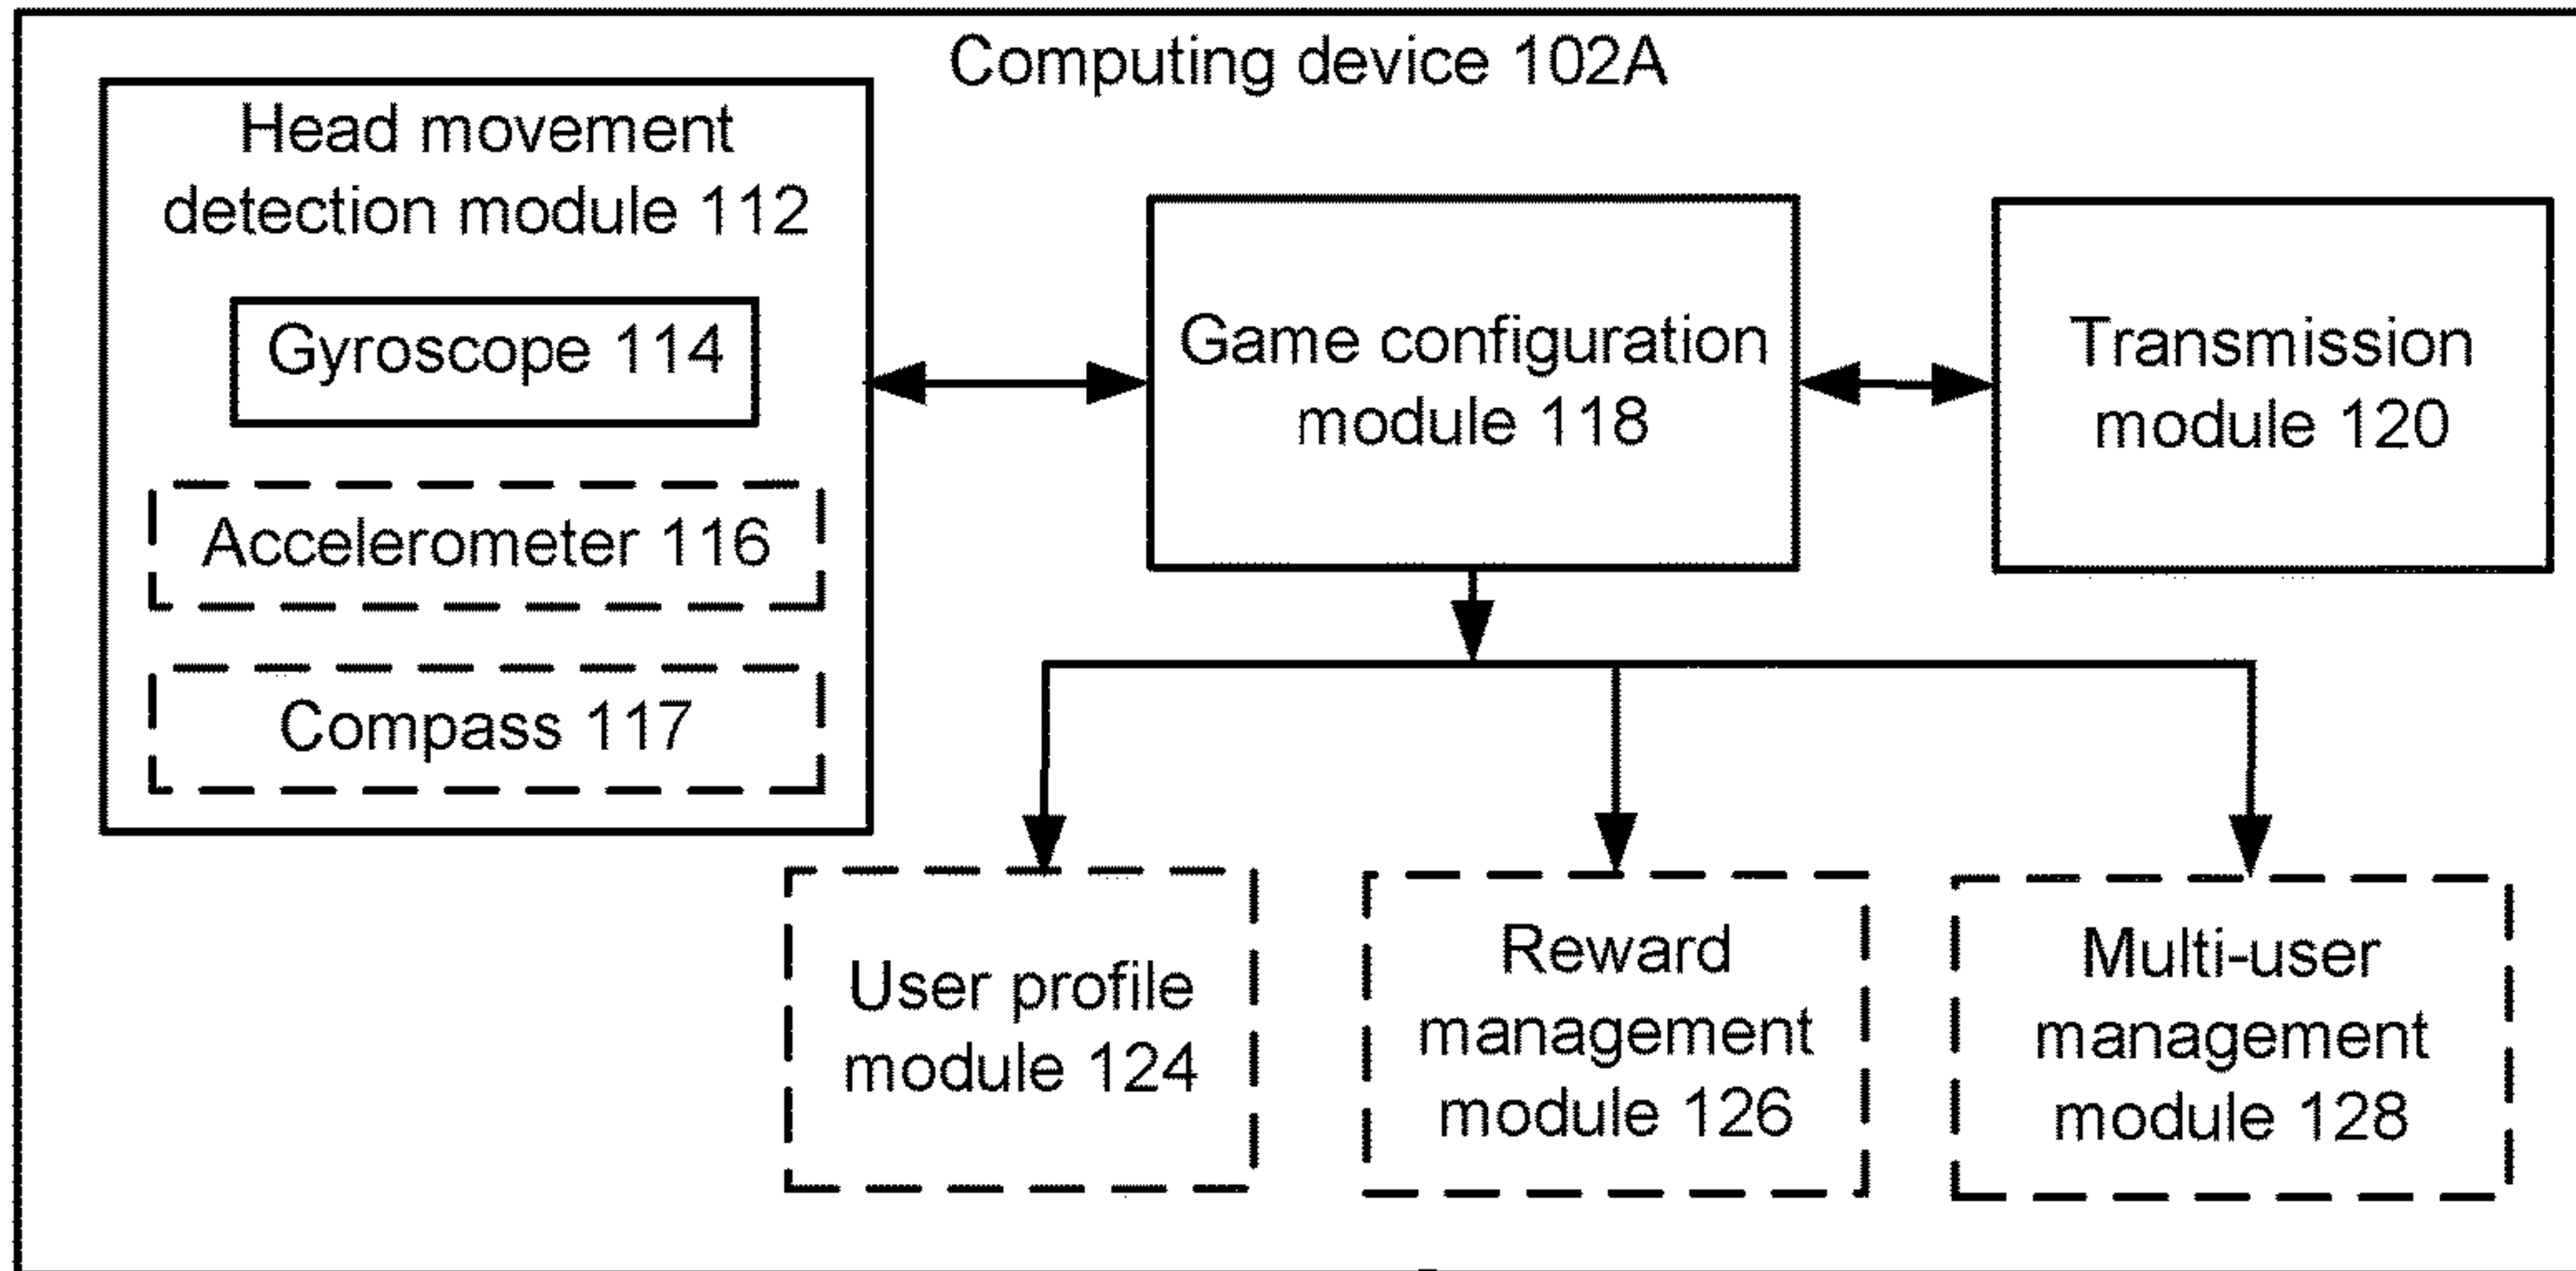 Computing device 102A
Head movement
detection module 112
Gyroscope 114
Accelerometer 116
Compass 117
Game configuration
module 118
Transmission
module 120
User profile
module 124
Reward
management
module 126
Multi-user
management
module 128